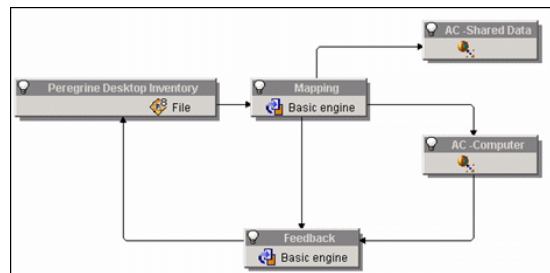 AC -Shared Data
Peregrine Desktop Inventory
File
Mapping
Basic engine
AC -Computer
Feedback
Basic engine